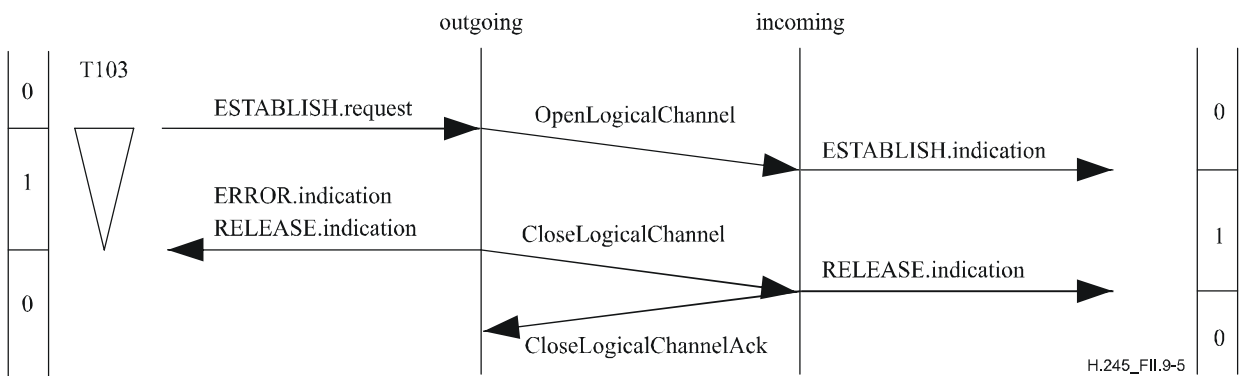 outgoing
incoming
T103
0
ESTABLISH.request
OpenLogicalChannel
0
ESTABLISH.indication
1
ERROR.indication
RELEASE.indication
CloseLogicalChannel
1
RELEASE.indication
0
CloseLogicalChannelAck
0
H.245_FII.9-5